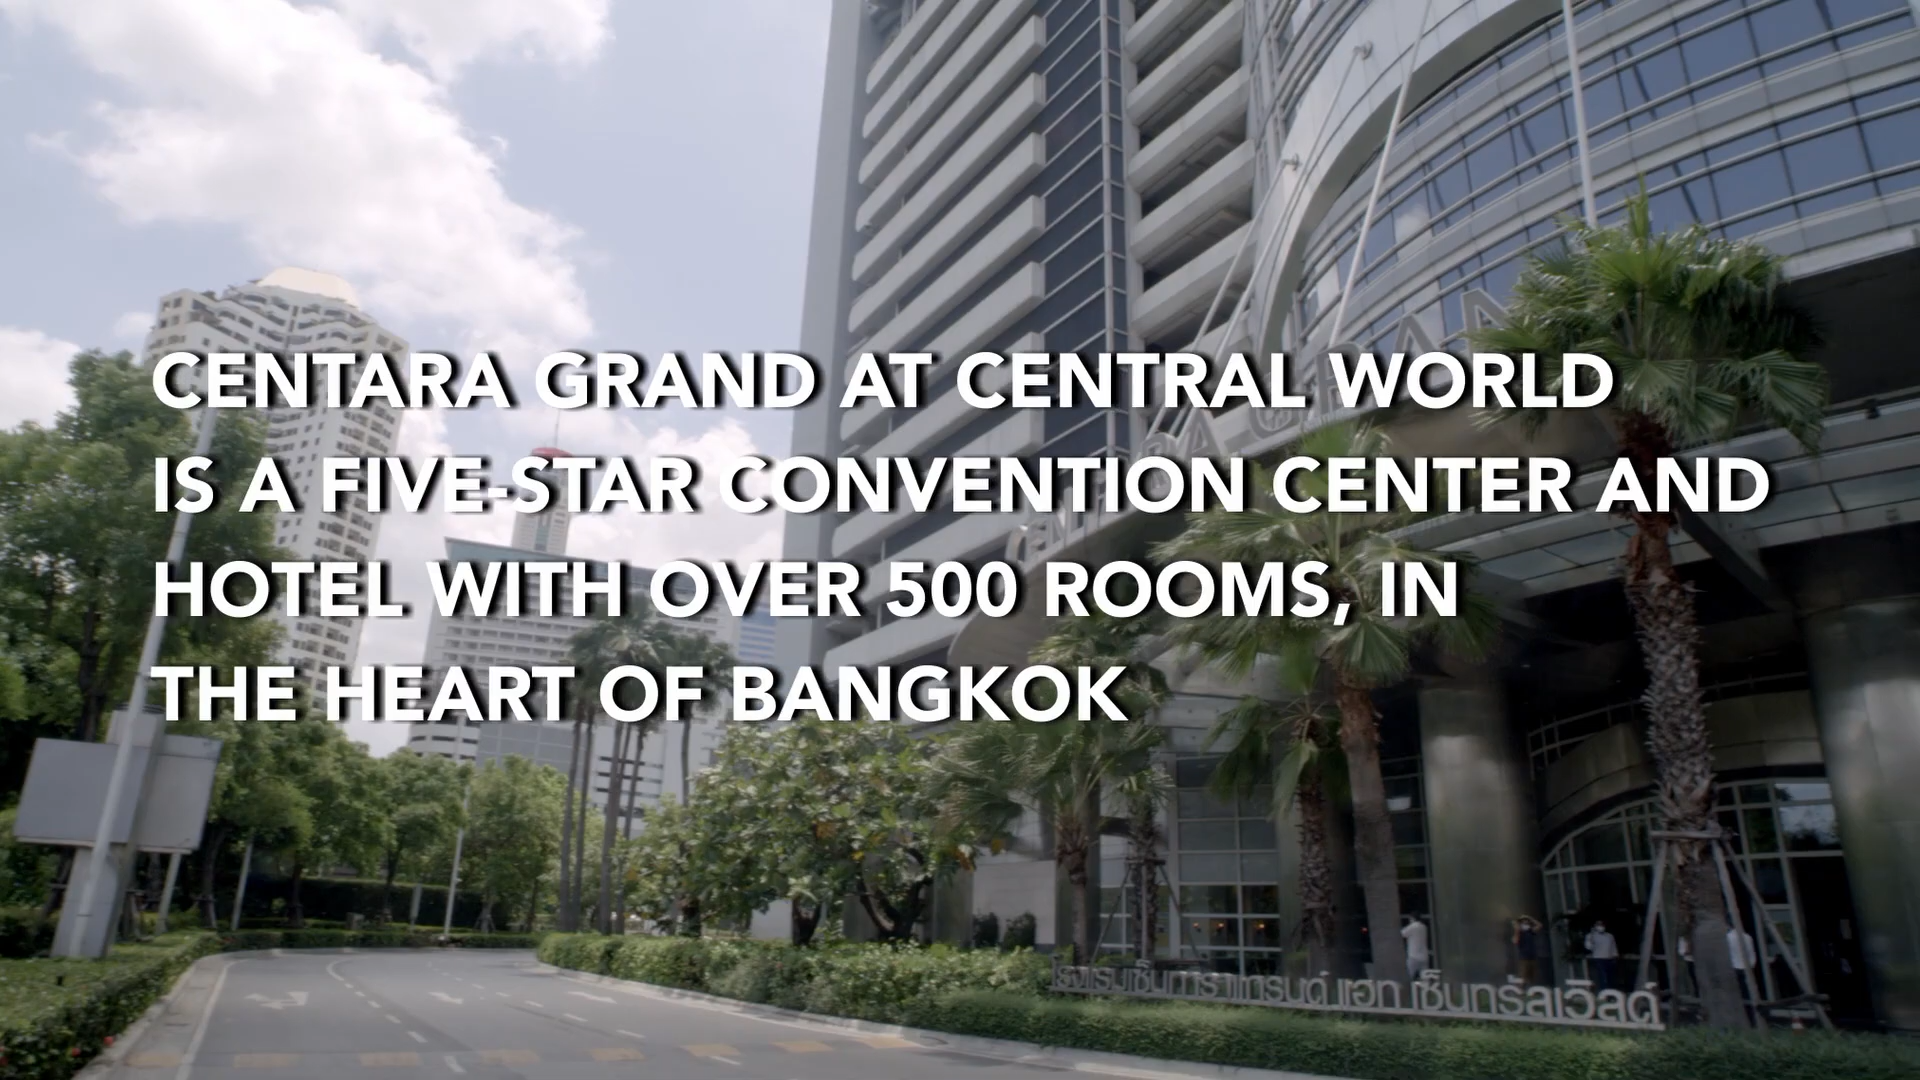 CENTARA GRAND AT CENTRAL WORLD
IS A FIVE-STAR CONVENTION CENTER AND
HOTEL WITH OVER 500 ROOMS, IN
THE HEART OF BANGKOK
โรงแรมเซ็นทาราแกรนด์ แอท เซ็นทรัลเวิลด์